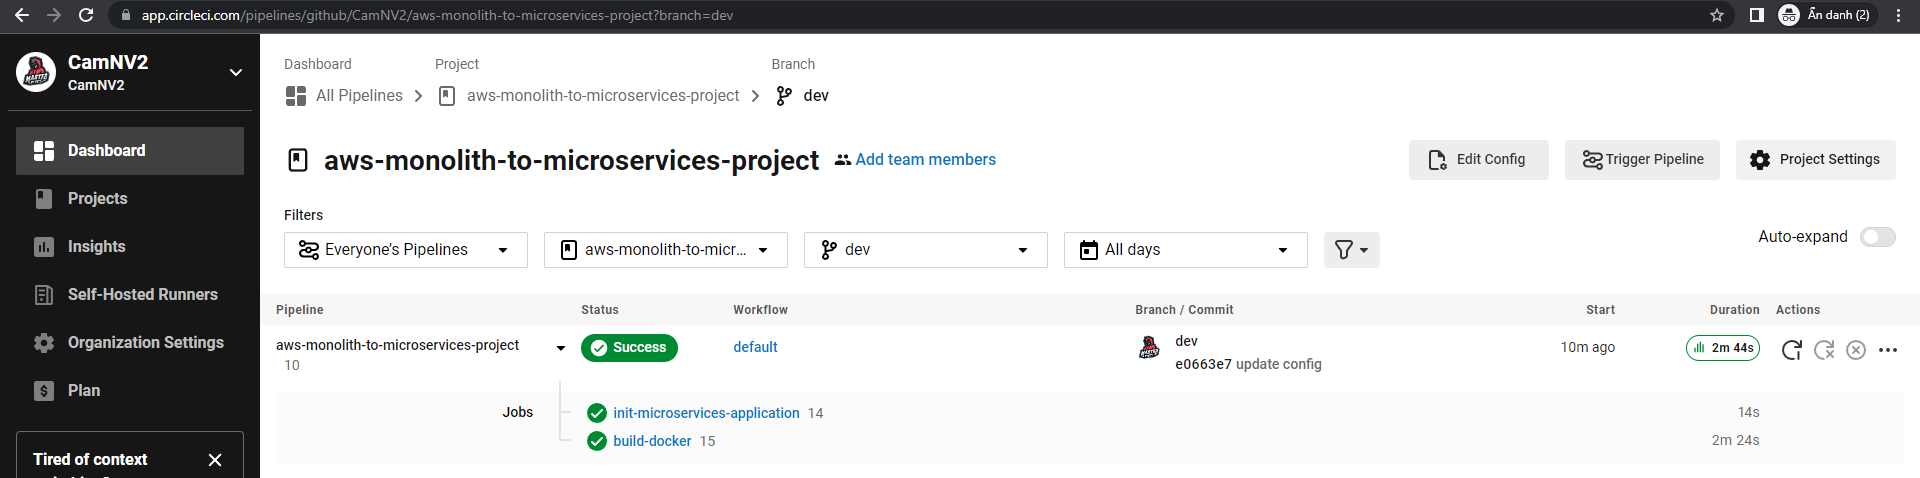 app.circleci.com/pipelines/github/CamNV2/aws-monolith-to-microservices-project?branch=dev
Ẩn danh (2)
CamNV2
CamNV2
Dashboard
Projects
Insights
Self-Hosted Runners
Organization Settings
Plan
Tired of context
Dashboard Project Branch
All Pipelines aws-monolith-to-microservices-project dev
aws-monolith-to-microservices-project Add team members
Edit Config Trigger Pipeline Project Settings
Filters
Everyone's Pipelines aws-monolith-to-micr... dev All days
Auto-expand
Pipeline Status Workflow Branch / Commit Start Duration Actions
aws-monolith-to-microservices-project Success default dev 10m ago 2m 44s
10 e0663e7 update config
Jobs init-microservices-application 14 14s
build-docker 15 2m 24s